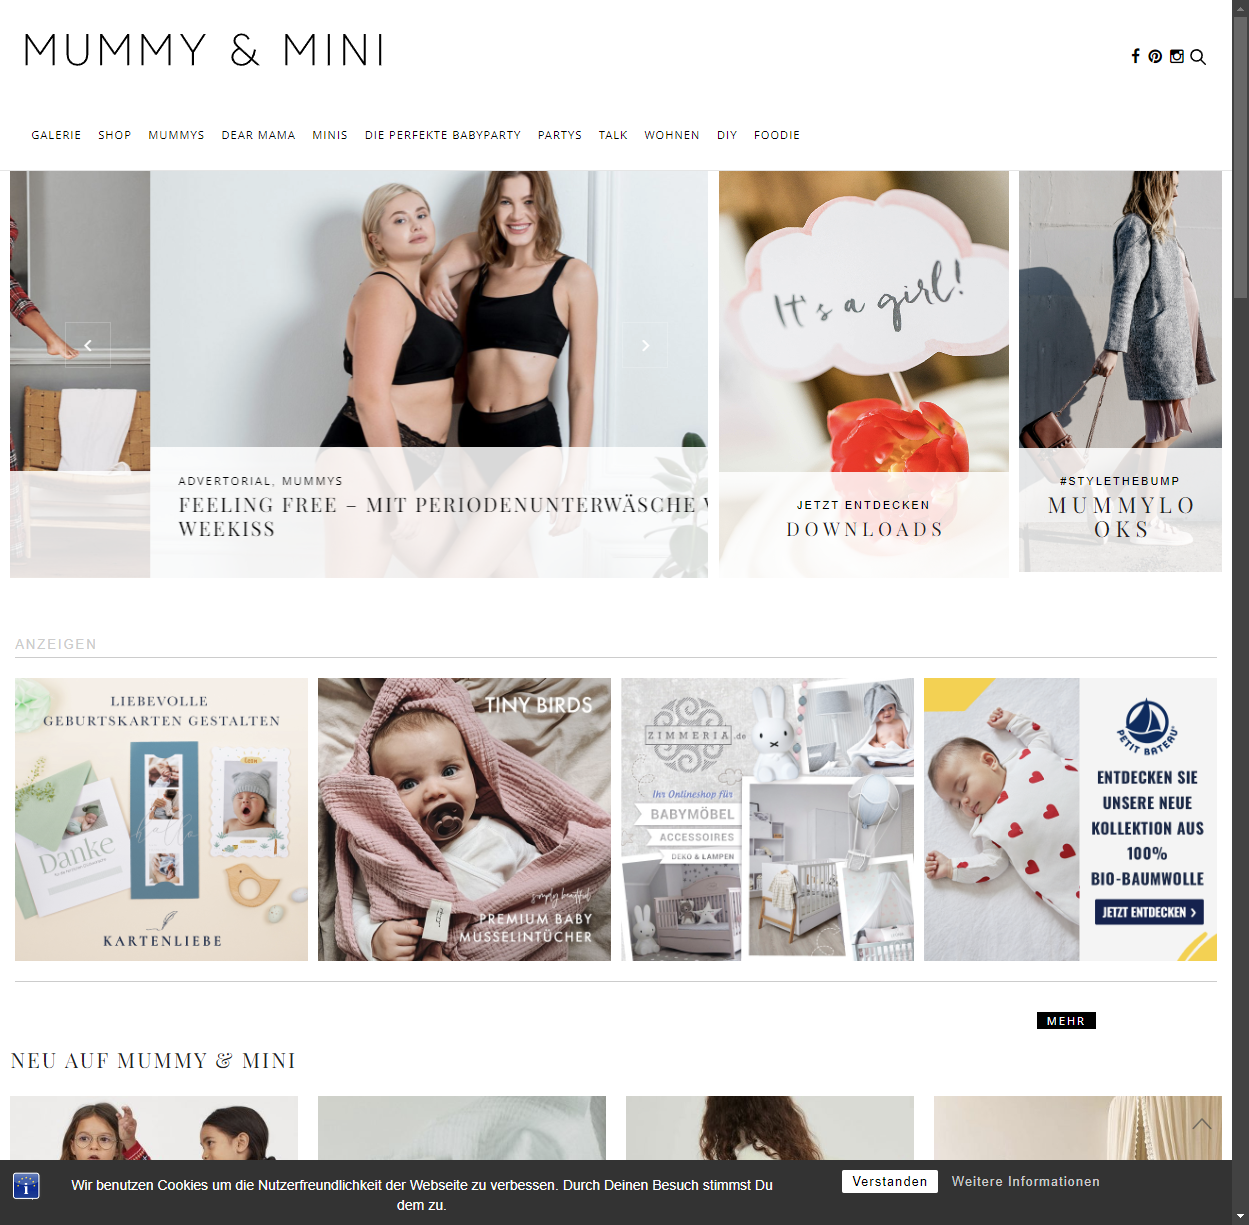 MUMMY & MINI
GALERIE SHOP MUMMYS DEAR MAMA MINIS DIE PERFEKTE BABYPARTY PARTYS TALK WOHNEN DIY FOODIE
ADVERTORIAL, MUMMYS
FEELING FREE – MIT PERIODENUNTERWÄSCHE
WEEKISS
It's a girl!
JETZT ENTDECKEN
DOWNLOADS
#STYLETHEBUMP
MUMMYLO
OKS
ANZEIGEN
LIEBEVOLLE
GEBURTSKARTEN GESTALTEN
hallo
Danke
KARTENLIEBE
TINY BIRDS
simply beautiful
PREMIUM BABY
MUSSELINTÜCHER
ZIMMERIA.de
Ihr Onlineshop für
BABYMÖBEL
ACCESSOIRES
DEKO & LAMPEN
PETIT BATEAU
ENTDECKEN SIE
UNSERE NEUE
KOLLEKTION AUS
100%
BIO-BAUMWOLLE
JETZT ENTDECKEN
MEHR
NEU AUF MUMMY & MINI
Wir benutzen Cookies um die Nutzerfreundlichkeit der Webseite zu verbessen. Durch Deinen Besuch stimmst Du
dem zu.
Verstanden
Weitere Informationen